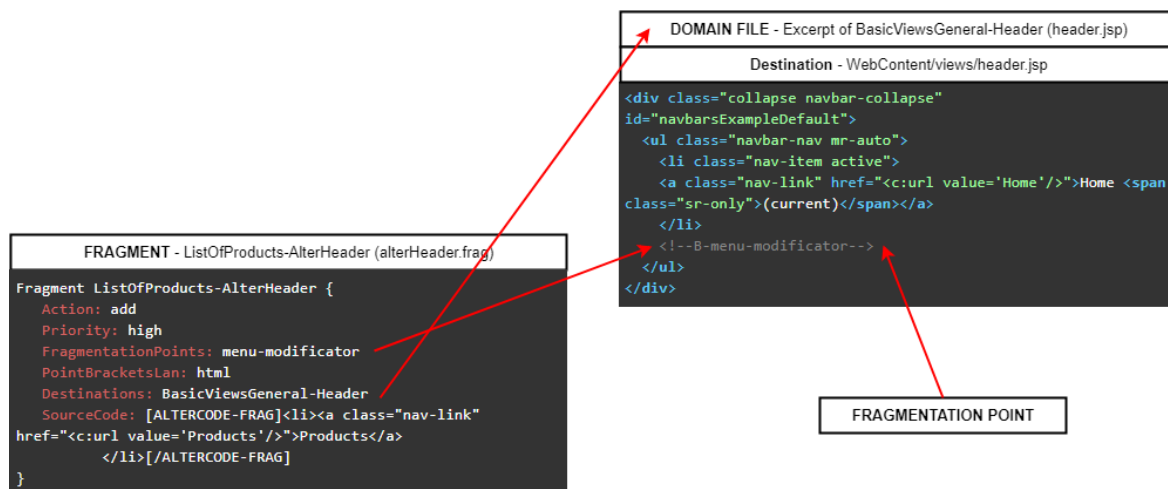 DOMAIN FILE - Excerpt of BasicViewsGeneral-Header (header.jsp)
Destination - WebContent/views/header.jsp
<div class="collapse navbar-collapse"
id="navbarsExampleDefault">
<ul class="navbar-nav mr-auto">
<li class="nav-item active">
<a class="nav-link" href="<c:url value='Home'/>">Home <span
class="sr-only">(current)</span></a>
</li>
<!--B-menu-modificator-->
</ul>
</div>
FRAGMENT - ListOfProducts-AlterHeader (alterHeader.frag)
Fragment ListOfProducts-AlterHeader {
Action: add
Priority: high
FragmentationPoints: menu-modificator
PointBracketsLan: html
Destinations: BasicViewsGeneral-Header
SourceCode: [ALTERCODE-FRAG]<li><a class="nav-link"
href="<c:url value='Products'/>">Products</a>
</li>[/ALTERCODE-FRAG]
}
FRAGMENTATION POINT